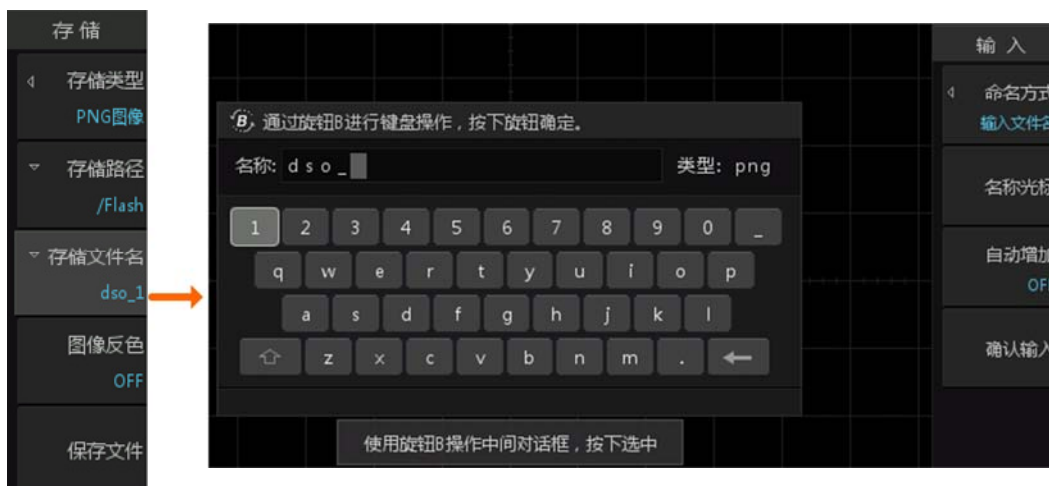 存储
存储类型
PNG图像
存储路径
/Flash
存储文件名
dso_1
图像反色
OFF
保存文件
B 通过旋钮B进行键盘操作，按下旋钮确定。
名称: dso_ 类型: png
1 2 3 4 5 6 7 8 9 0 _
q w e r t y u i o p
a s d f g h j k l
z x c v b n m .
使用旋钮B操作中间对话框，按下选中
输入
命名方式
输入文件名
名称光标
自动增加
OFF
确认输入